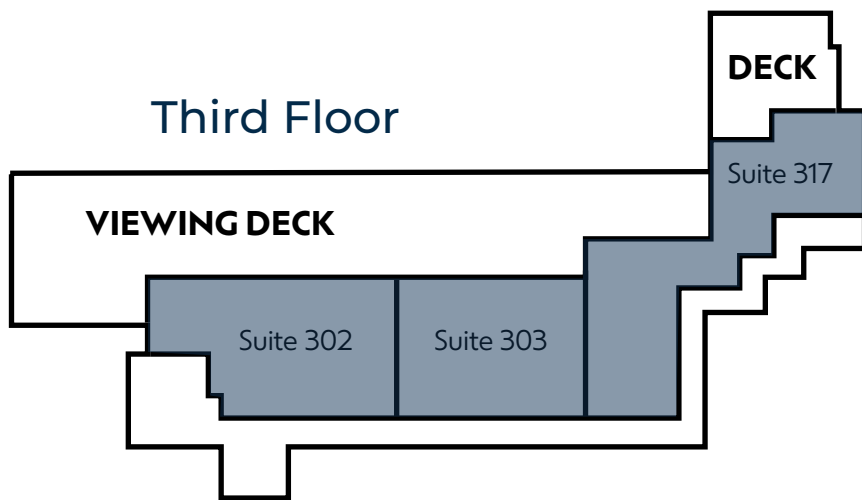 DECK
Third Floor
Suite 317
VIEWING DECK
Suite 302
Suite 303